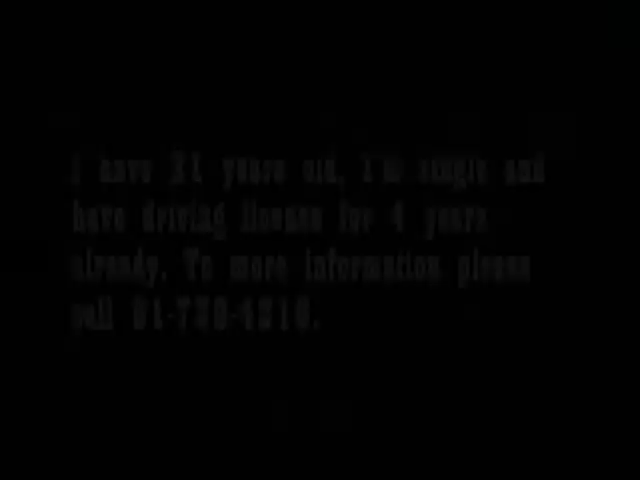 I have 21 years old, I'm single and
have driving license for 4 years
already. To more information please
call